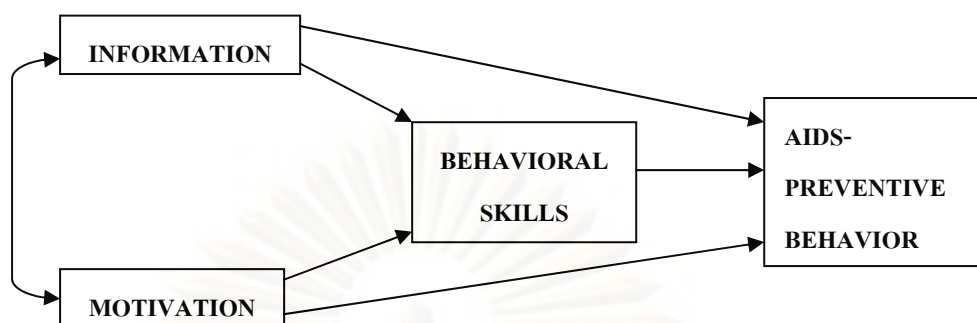 INFORMATION
BEHAVIORAL
SKILLS
AIDS-
PREVENTIVE
BEHAVIOR
MOTIVATION